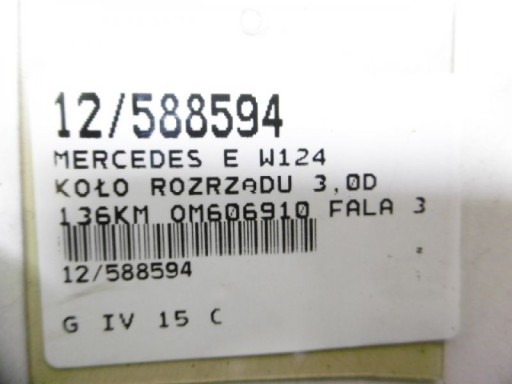 12/588594
MERCEDES E W124
KOŁO ROZRZĄDU 3,0D
136KM OM606910 FALA 3
12/588594
G IV 15 C